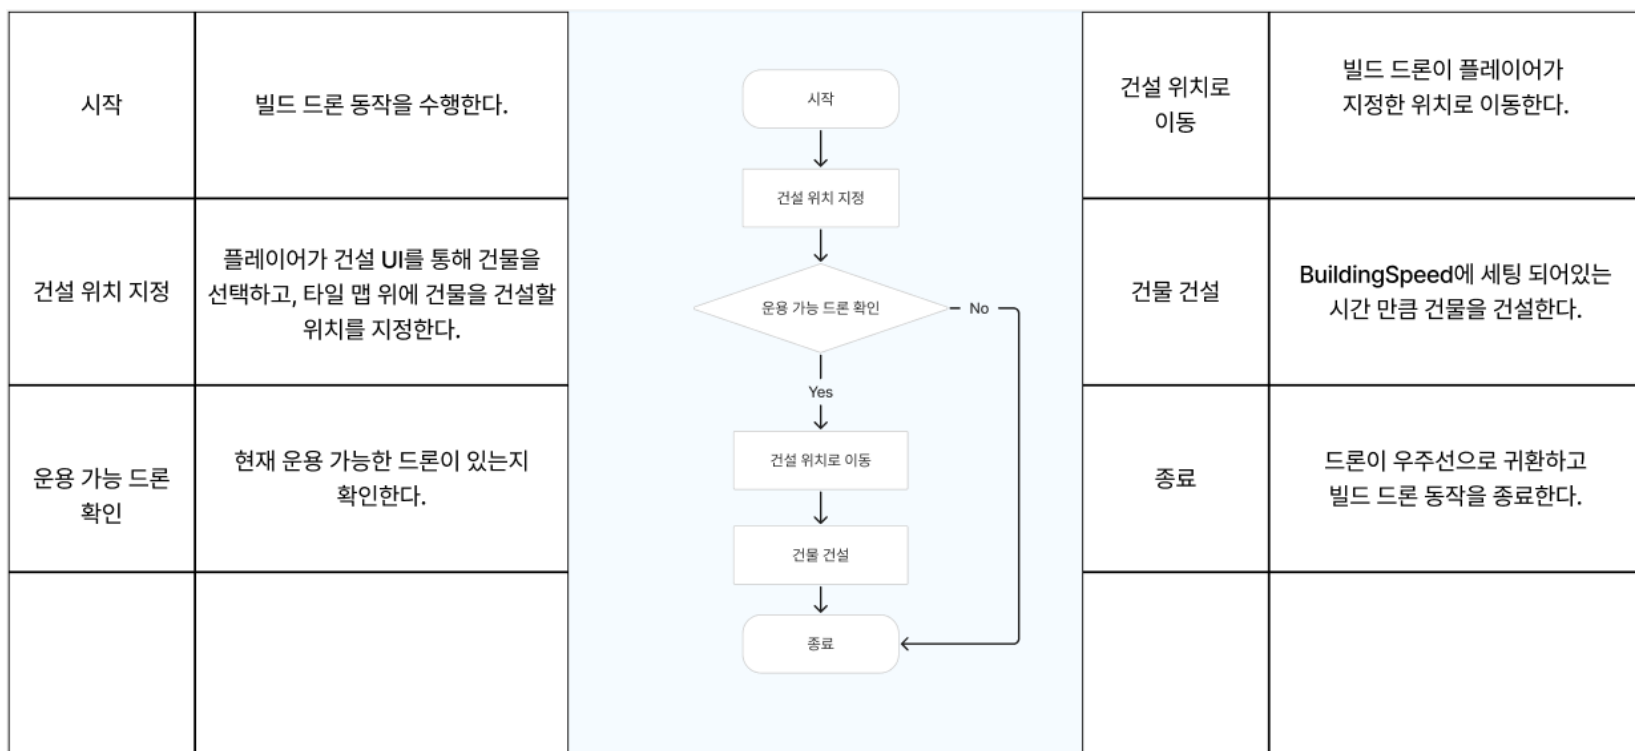 시작
빌드 드론 동작을 수행한다.
건설 위치 지정
플레이어가 건설 UI를 통해 건물을
선택하고, 타일 맵 위에 건물을 건설할
위치를 지정한다.
운용 가능 드론
확인
현재 운용 가능한 드론이 있는지
확인한다.
시작
건설 위치 지정
운용 가능 드론 확인
No
Yes
건설 위치로 이동
건물 건설
종료
건설 위치로
이동
빌드 드론이 플레이어가
지정한 위치로 이동한다.
건물 건설
BuildingSpeed에 세팅 되어있는
시간 만큼 건물을 건설한다.
종료
드론이 우주선으로 귀환하고
빌드 드론 동작을 종료한다.